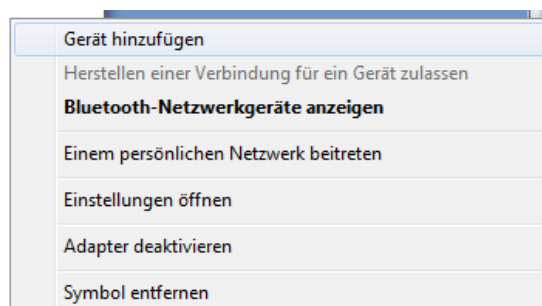 Gerät hinzufügen
Herstellen einer Verbindung für ein Gerät zulassen
Bluetooth-Netzwerkgeräte anzeigen
Einem persönlichen Netzwerk beitreten
Einstellungen öffnen
Adapter deaktivieren
Symbol entfernen